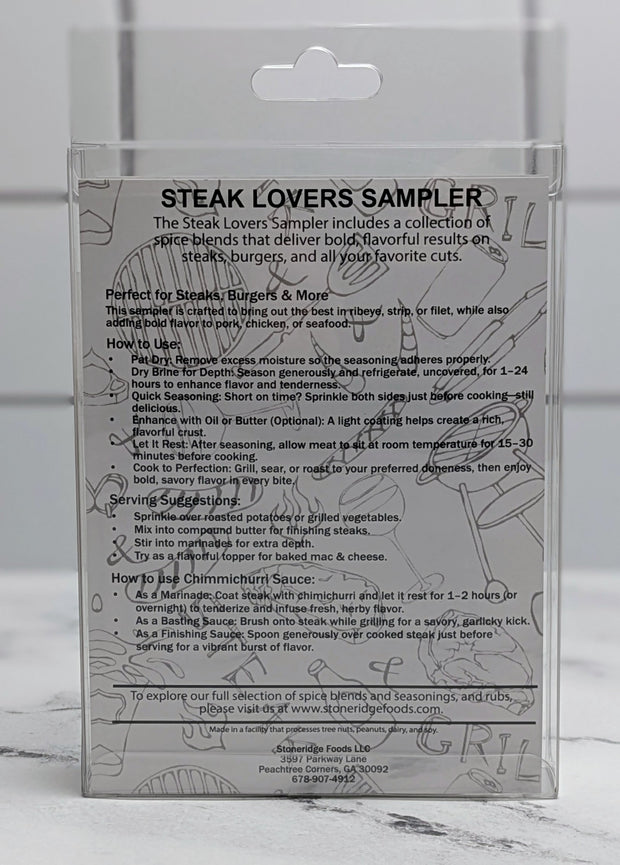 STEAK LOVERS SAMPLER
The Steak Lovers Sampler includes a collection of
spice blends that deliver bold, flavorful results on
steaks, burgers, and all your favorite cuts.
GRIL
Perfect for Steaks, Burgers & More
This sampler is crafted to bring out the best in ribeye, strip, or filet, while also
adding bold flavor to pork, chicken, or seafood.
How to Use:
• Pat Dry: Remove excess moisture so the seasoning adheres properly.
• Dry Brine for Depth: Season generously and refrigerate, uncovered, for 1–24
hours to enhance flavor and tenderness.
• Quick Seasoning: Short on time? Sprinkle both sides just before cooking—still
delicious.
• Enhance with Oil or Butter (Optional): A light coating helps create a rich,
flavorful crust.
• Let It Rest: After seasoning, allow meat to sit at room temperature for 15–30
minutes before cooking.
• Cook to Perfection: Grill, sear, or roast to your preferred doneness, then enjoy
bold, savory flavor in every bite.
Serving Suggestions:
• Sprinkle over roasted potatoes or grilled vegetables.
• Mix into compound butter for finishing steaks.
• Stir into marinades for extra depth.
• Try as a flavorful topper for baked mac & cheese.
How to use Chimmichurri Sauce:
• As a Marinade: Coat steak with chimichurri and let it rest for 1–2 hours (or
overnight) to tenderize and infuse fresh, herby flavor.
• As a Basting Sauce: Brush onto steak while grilling for a savory, garlicky kick.
• As a Finishing Sauce: Spoon generously over cooked steak just before
serving for a vibrant burst of flavor.
To explore our full selection of spice blends and seasonings, and rubs,
please visit us at www.stoneridgefoods.com.
Made in a facility that processes tree nuts, peanuts, dairy, and soy.
GRIL
Stoneridge Foods LLC
3597 Parkway Lane
Peachtree Corners, GA 30092
678-907-4912